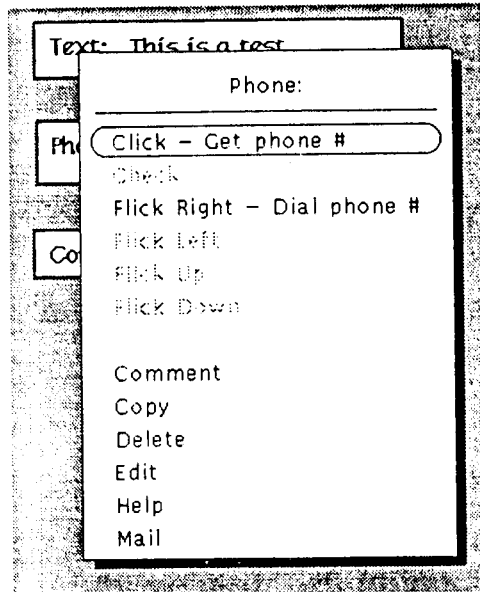 Text: This is a test
Phone:
Click – Get phone #
Check
Flick Right – Dial phone #
Flick Left
Flick Up
Flick Down
Comment
Copy
Delete
Edit
Help
Mail